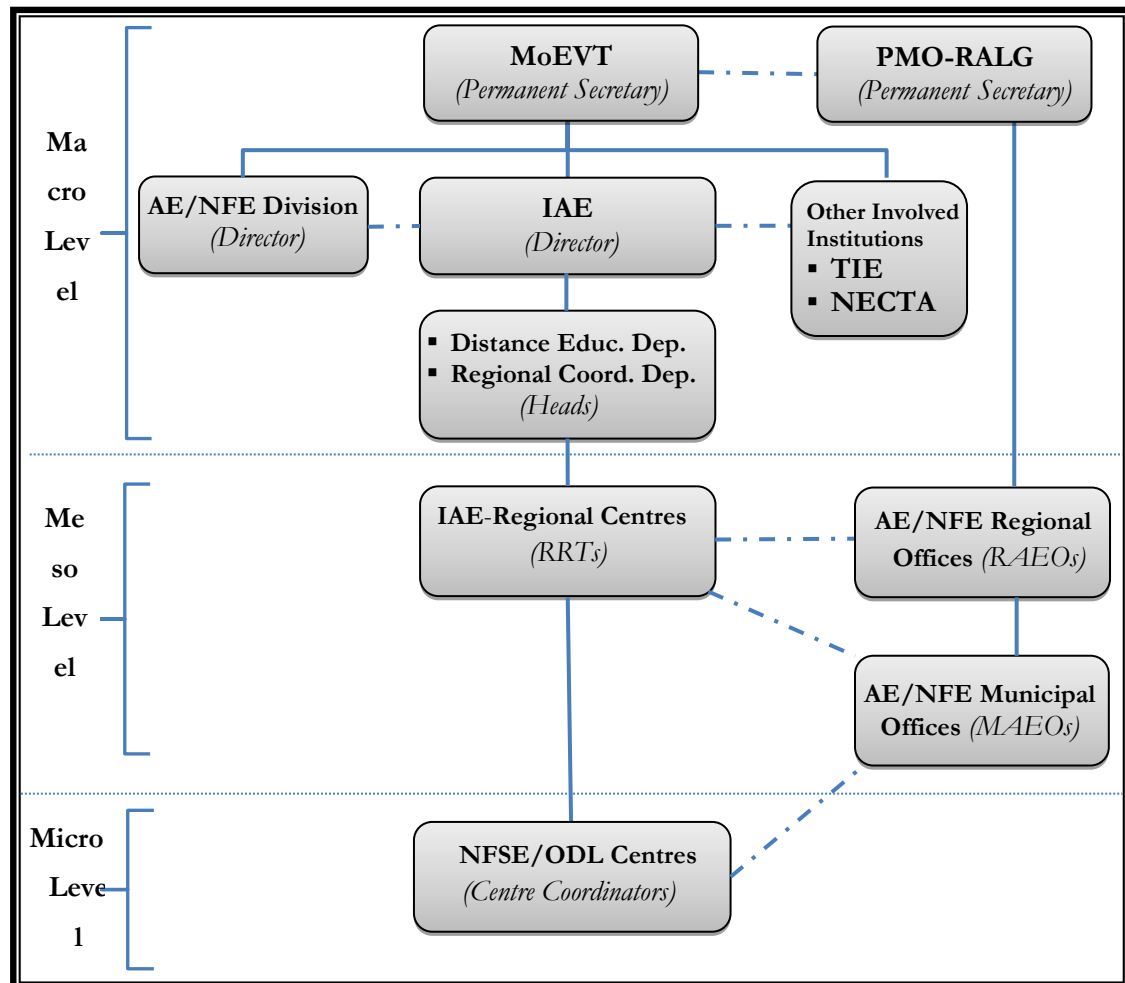 MoEVT
(Permanent Secretary)
PMO-RALG
(Permanent Secretary)
Ma
cro
Lev
el
AE/NFE Division
(Director)
IAE
(Director)
Other Involved
Institutions
▪ TIE
▪ NECTA
▪ Distance Educ. Dep.
▪ Regional Coord. Dep.
(Heads)
Me
so
Lev
el
IAE-Regional Centres
(RRTs)
AE/NFE Regional
Offices (RAEOs)
AE/NFE Municipal
Offices (MAEOs)
Micro
Leve
l
NFSE/ODL Centres
(Centre Coordinators)